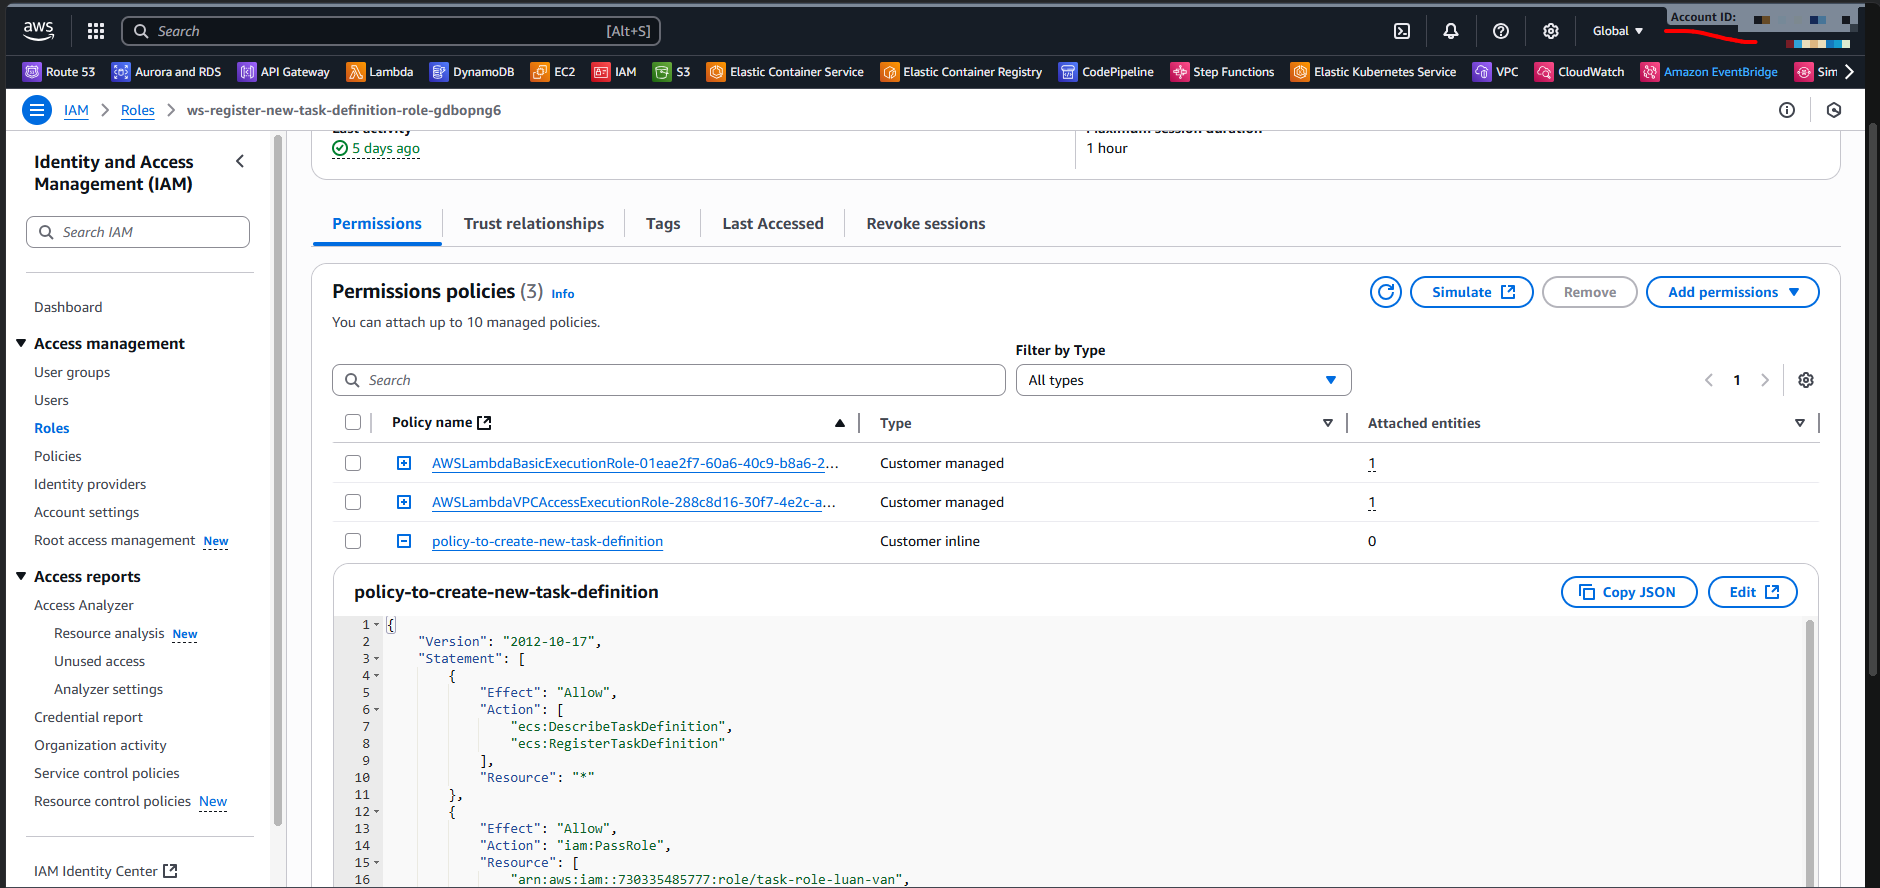 aws
Search [Alt+S]
Global
Account ID:
Route 53 Aurora and RDS API Gateway Lambda DynamoDB EC2 IAM S3 Elastic Container Service Elastic Container Registry CodePipeline Step Functions Elastic Kubernetes Service VPC CloudWatch Amazon EventBridge Sim
IAM Roles ws-register-new-task-definition-role-gdbopng6
Identity and Access
Management (IAM)
Search IAM
Dashboard
Access management
User groups
Users
Roles
Policies
Identity providers
Account settings
Root access management New
Access reports
Access Analyzer
Resource analysis New
Unused access
Analyzer settings
Credential report
Organization activity
Service control policies
Resource control policies New
IAM Identity Center
Last activity
5 days ago
Maximum session duration
1 hour
Permissions Trust relationships Tags Last Accessed Revoke sessions
Permissions policies (3) Info
You can attach up to 10 managed policies.
Simulate Remove Add permissions
Filter by Type
Search
All types
1
Policy name Type Attached entities
AWSLambdaBasicExecutionRole-01eae2f7-60a6-40c9-b8a6-2... Customer managed 1
AWSLambdaVPCAccessExecutionRole-288c8d16-30f7-4e2c-a... Customer managed 1
policy-to-create-new-task-definition Customer inline 0
policy-to-create-new-task-definition
Copy JSON Edit
1 {
2 "Version": "2012-10-17",
3 "Statement": [
4 {
5 "Effect": "Allow",
6 "Action": [
7 "ecs:DescribeTaskDefinition",
8 "ecs:RegisterTaskDefinition"
9 ],
10 "Resource": "*"
11 },
12 {
13 "Effect": "Allow",
14 "Action": "iam:PassRole",
15 "Resource": [
16 "arn:aws:iam::730335485777:role/task-role-luan-van",